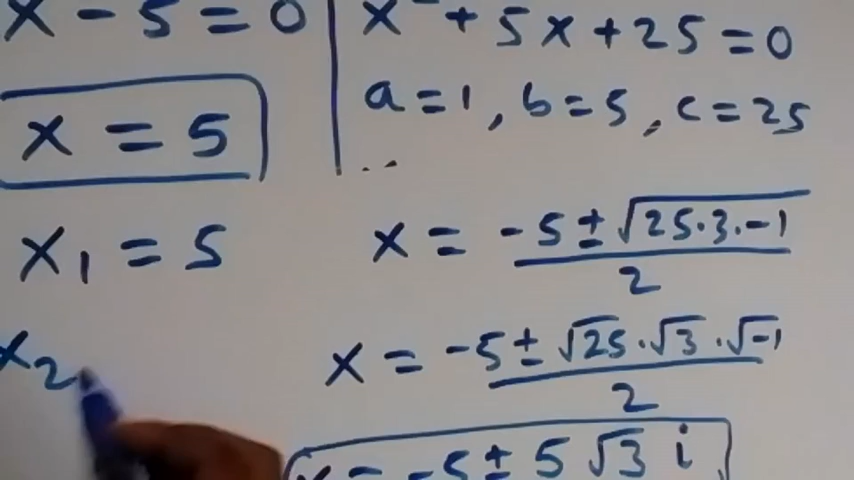 x - 5 = 0
x = 5
x₁ = 5
x₂
x² + 5x + 25 = 0
a = 1, b = 5, c = 25
x = (-5 ± √(25·3·-1))/2
x = (-5 ± √25·√3·√-1)/2
x = -5 ± 5√3 i